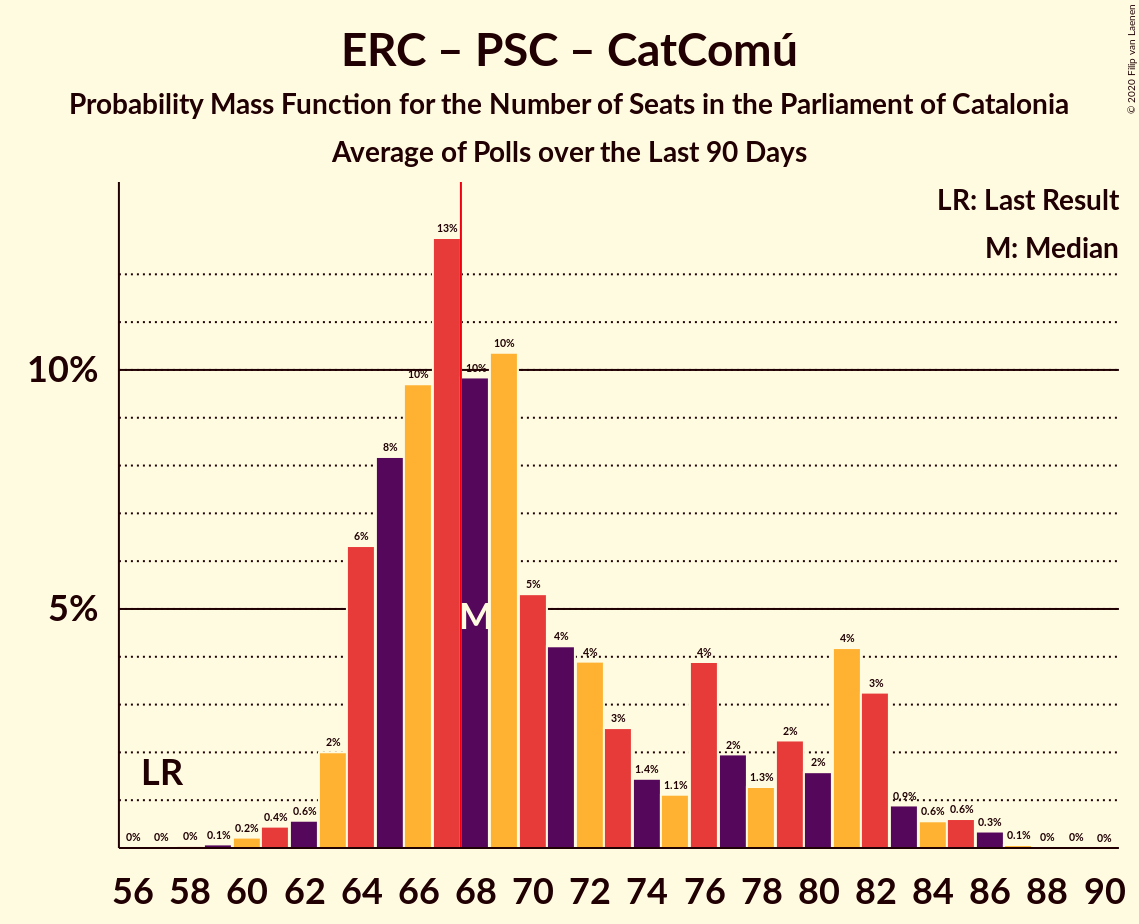 ERC – PSC – CatComú
Probability Mass Function for the Number of Seats in the Parliament of Catalonia
Average of Polls over the Last 90 Days
© 2020 Filip van Laenen
LR: Last Result
M: Median
10%
5%
LR
M
0% 0% 0% 0.1% 0.2% 0.4% 0.6% 2% 6% 8% 10% 13% 10% 10% 5% 4% 4% 3% 1.4% 1.1% 4% 2% 1.3% 2% 2% 4% 3% 0.9% 0.6% 0.6% 0.3% 0.1% 0% 0% 0%
56 58 60 62 64 66 68 70 72 74 76 78 80 82 84 86 88 90